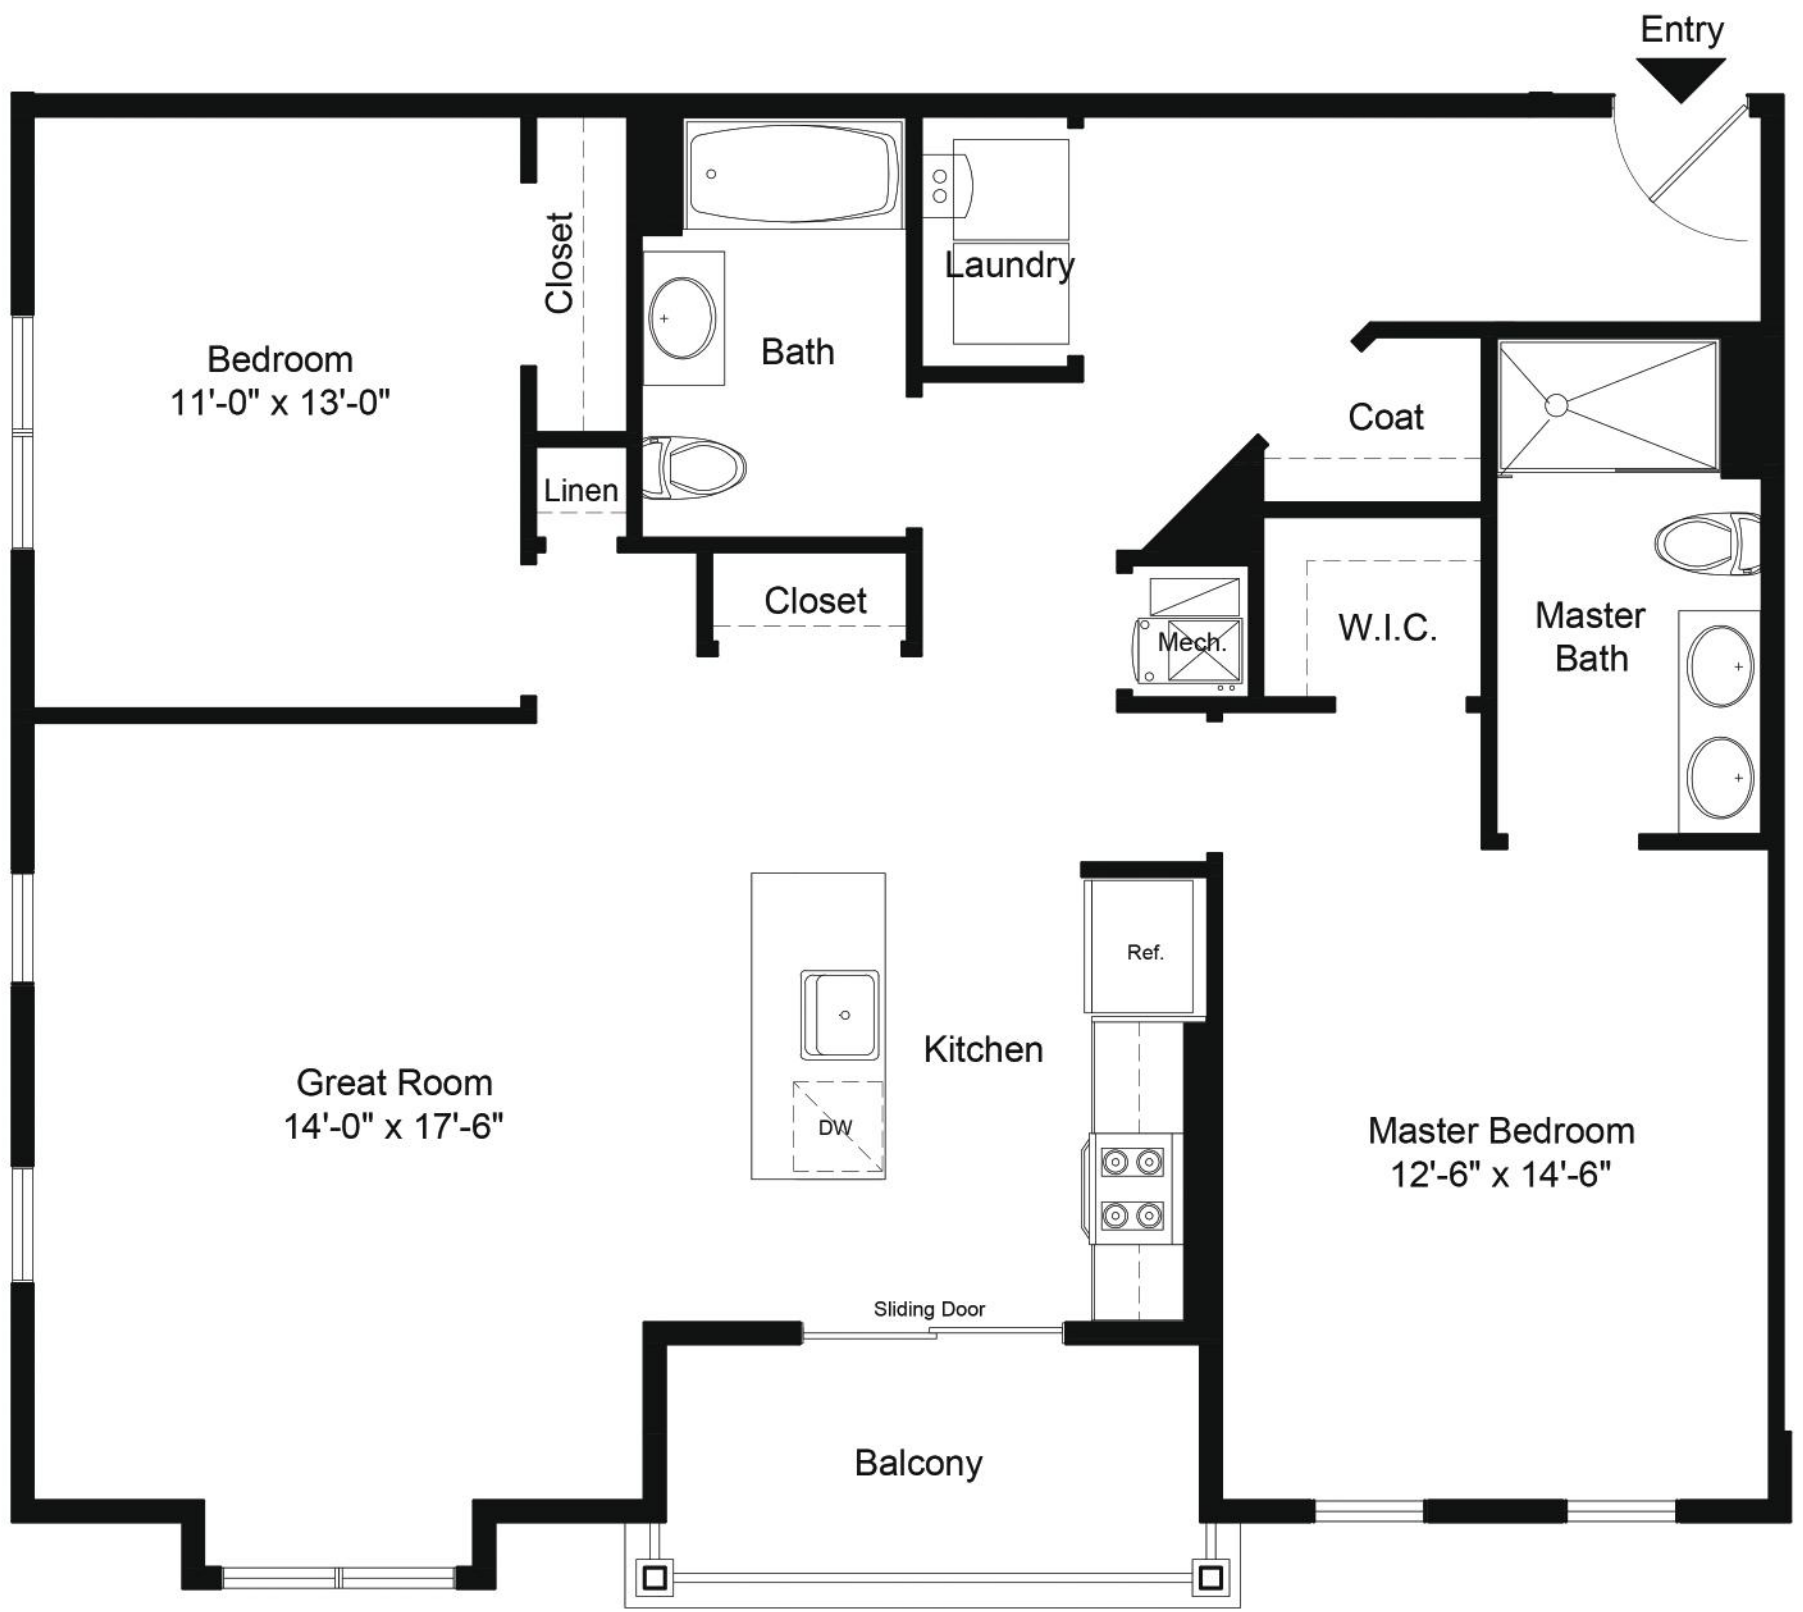 Entry
Closet
Laundry
Bath
Bedroom
11'-0" x 13'-0"
Coat
Linen
Closet
Mech.
W.I.C.
Master
Bath
Ref.
Kitchen
Great Room
14'-0" x 17'-6"
DW
Master Bedroom
12'-6" x 14'-6"
Sliding Door
Balcony